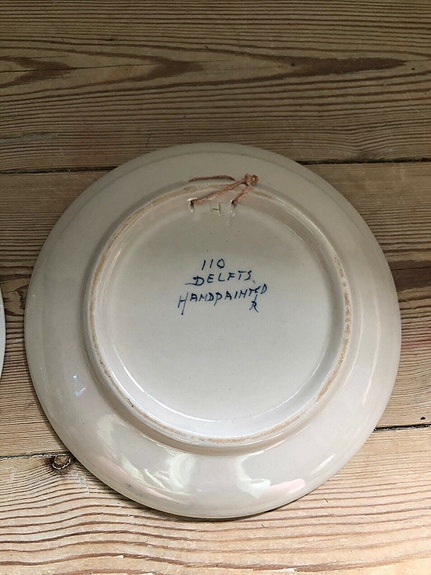 110
DELFTS
HANDPAINTED
R